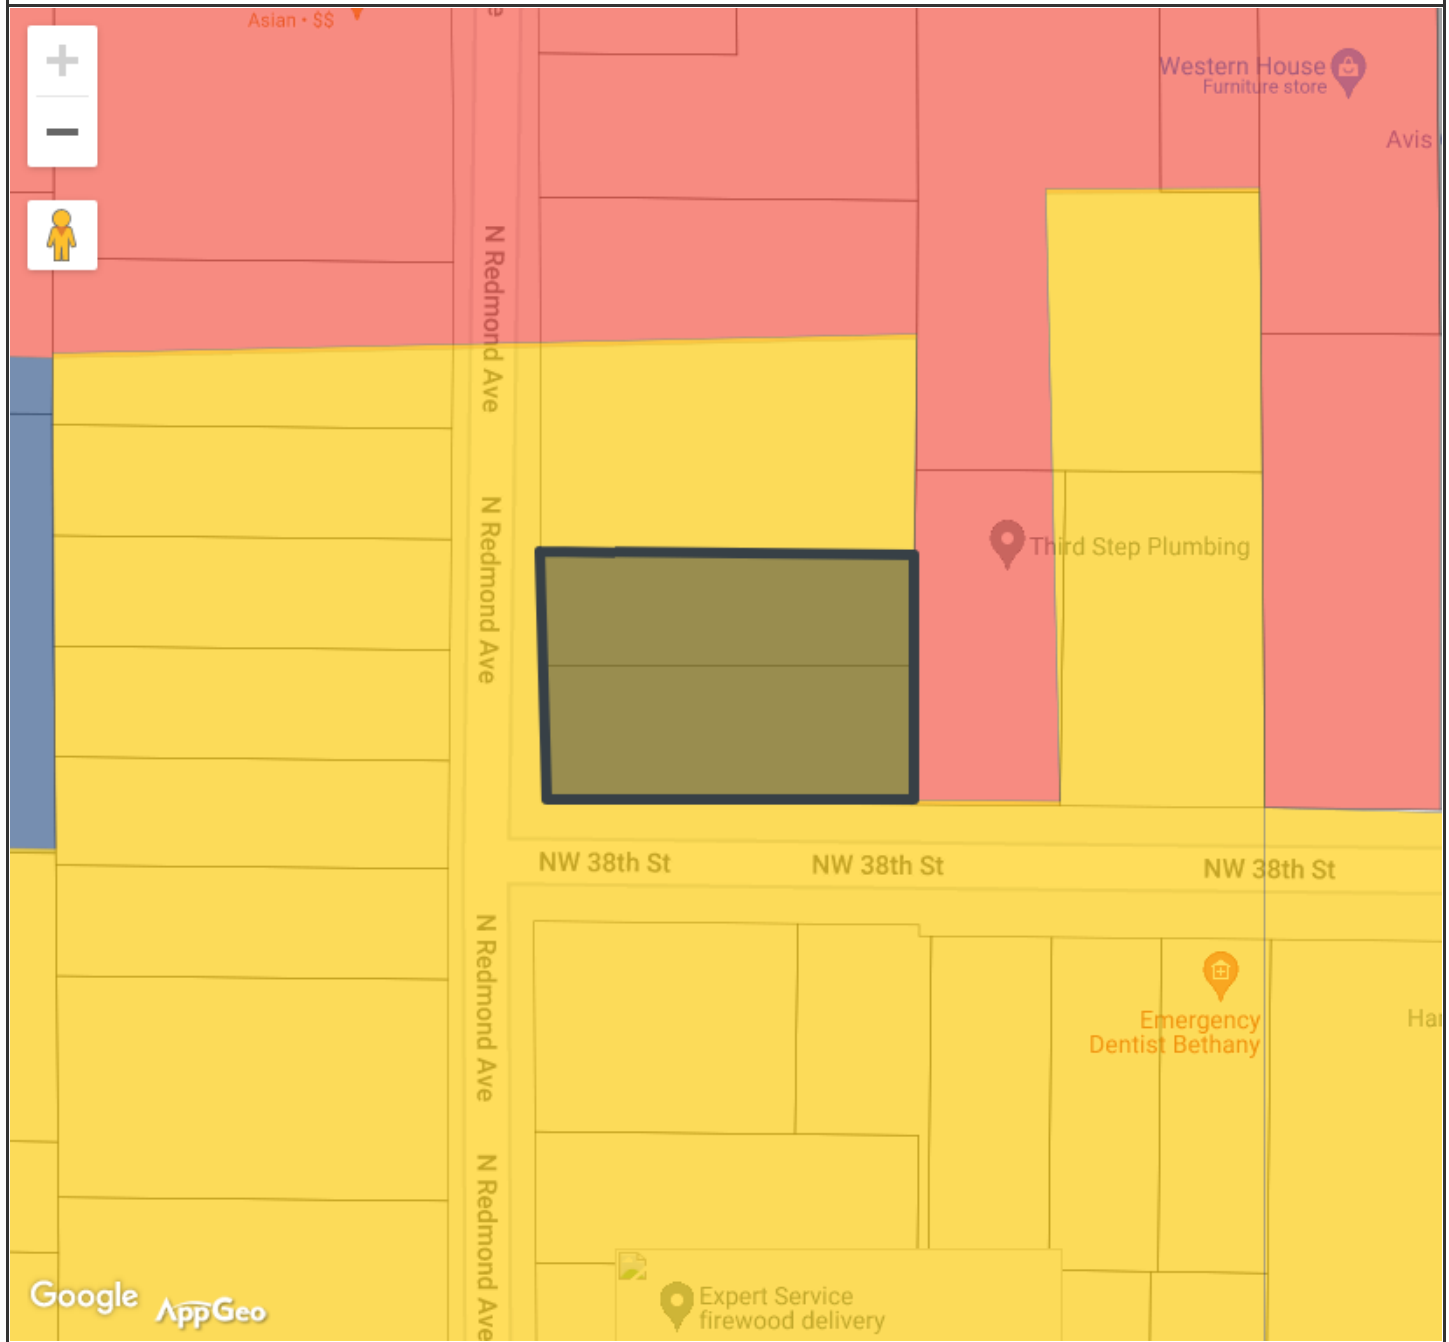 Asian • $$
Western House
Furniture store
Avis
N Redmond Ave
N Redmond Ave
Third Step Plumbing
NW 38th St
NW 38th St
NW 38th St
N Redmond Ave
Emergency
Dentist Bethany
Har
N Redmond Ave
Expert Service
firewood delivery
Google
AppGeo